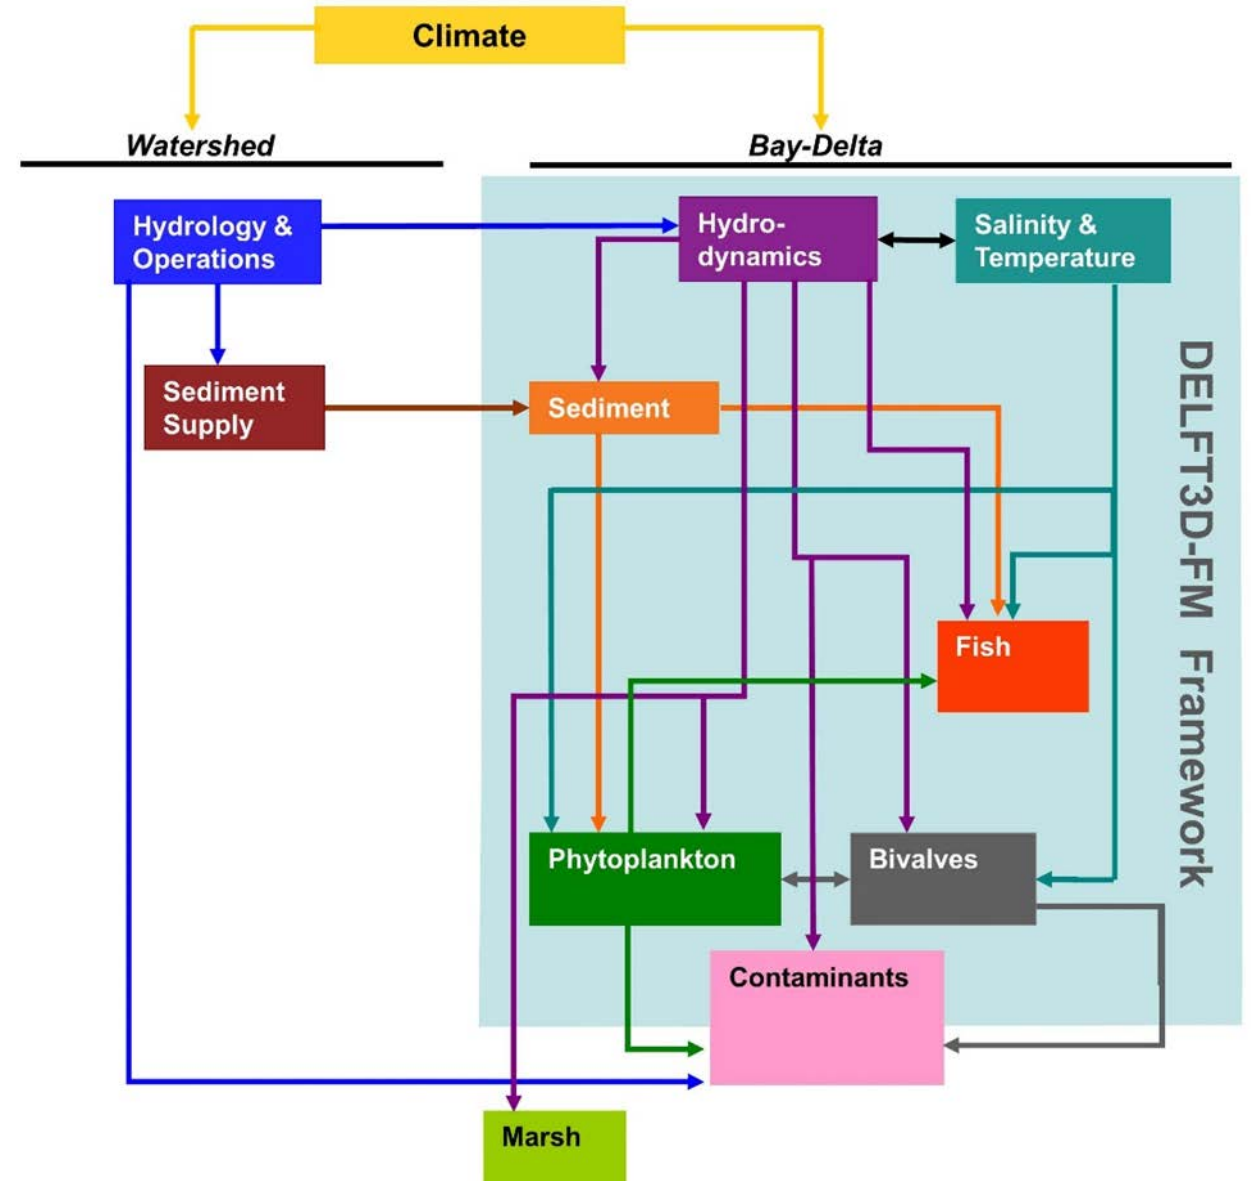 Climate
Watershed
Bay-Delta
Hydrology &
Operations
Hydro-
dynamics
Salinity &
Temperature
Sediment
Supply
Sediment
DELFT3D-FM Framework
Fish
Phytoplankton
Bivalves
Contaminants
Marsh